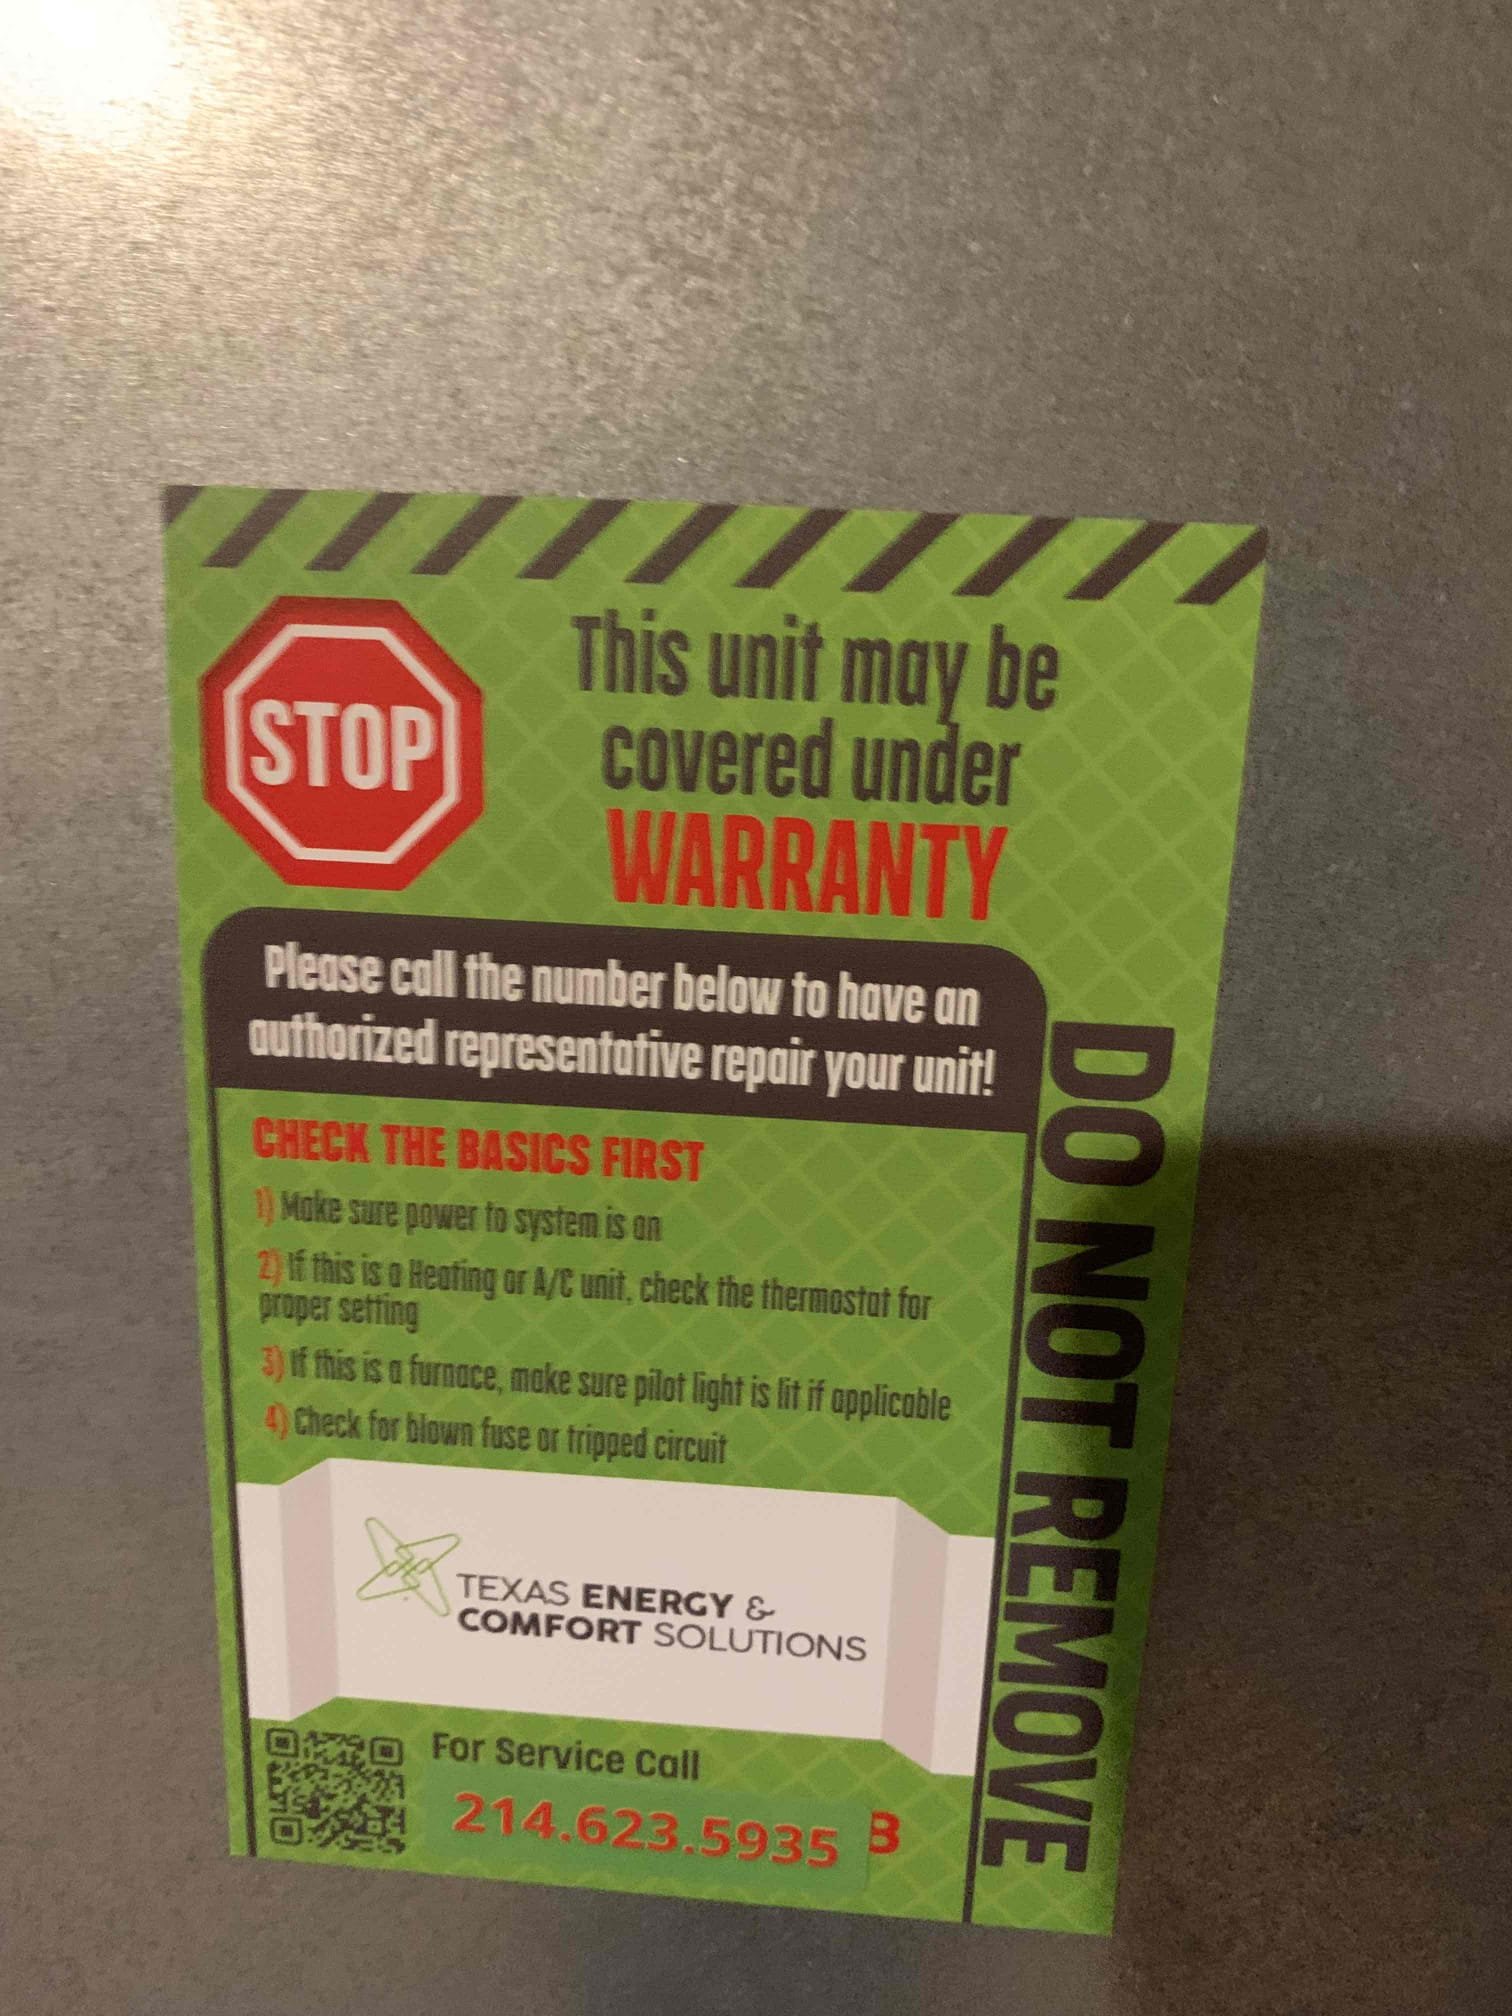 STOP
This unit may be
covered under
WARRANTY
Please call the number below to have an
authorized representative repair your unit!
CHECK THE BASICS FIRST
1) Make sure power to system is on
2) If this is a Heating or A/C unit, check the thermostat for
proper setting
3) If this is a furnace, make sure pilot light is lit if applicable
4) Check for blown fuse or tripped circuit
TEXAS ENERGY &
COMFORT SOLUTIONS
For Service Call
214.623.5935
DO NOT REMOVE